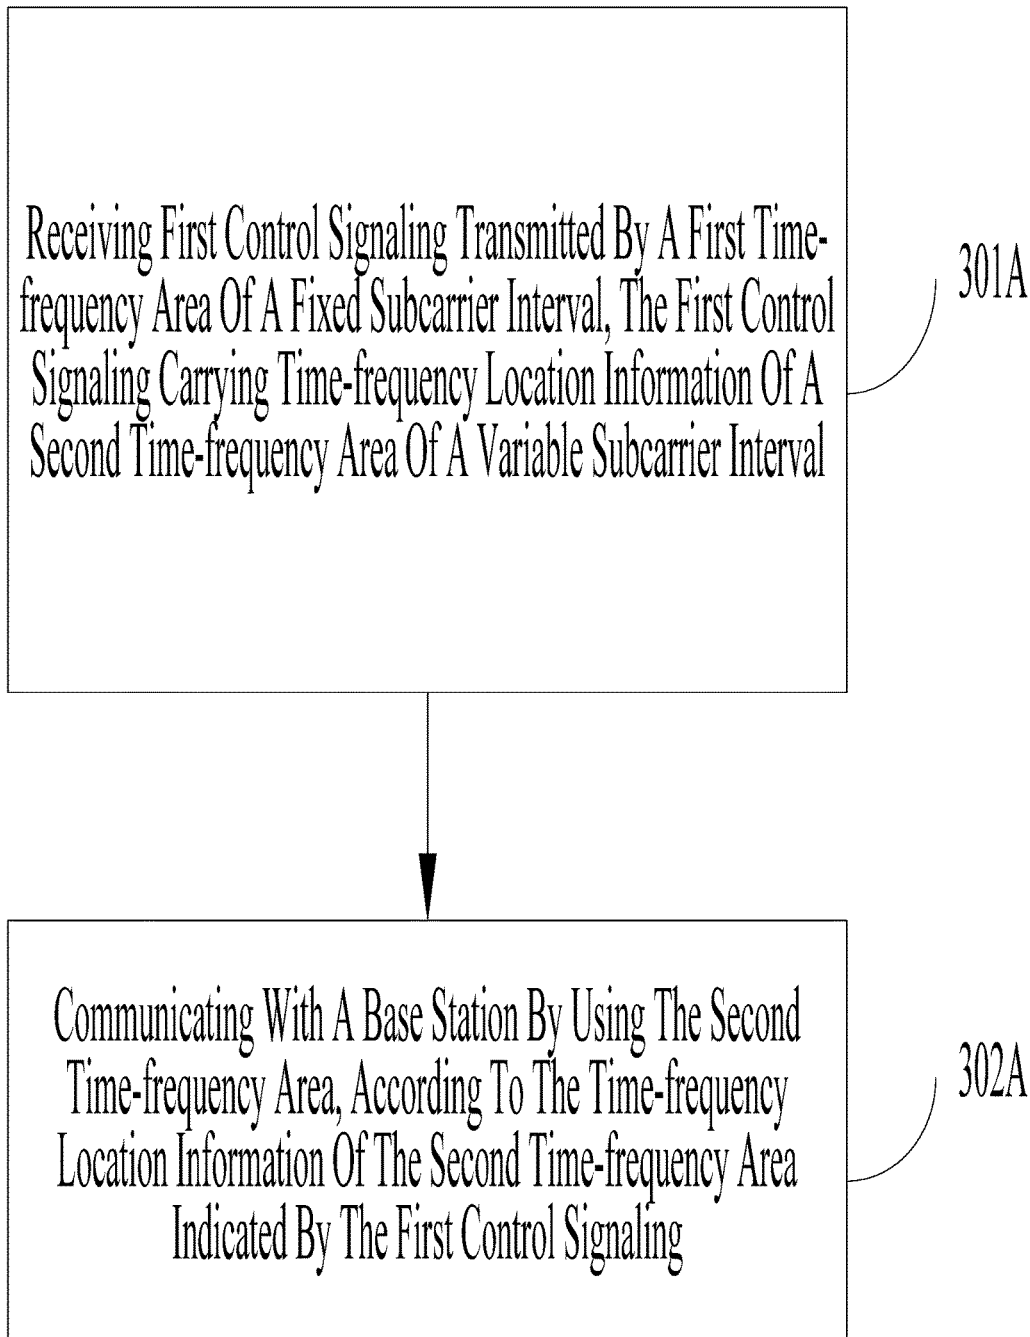 Receiving First Control Signaling Transmitted By A First Time-
frequency Area Of A Fixed Subcarrier Interval, The First Control
Signaling Carrying Time-frequency Location Information Of A
Second Time-frequency Area Of A Variable Subcarrier Interval
301A
Communicating With A Base Station By Using The Second
Time-frequency Area, According To The Time-frequency
Location Information Of The Second Time-frequency Area
Indicated By The First Control Signaling
302A